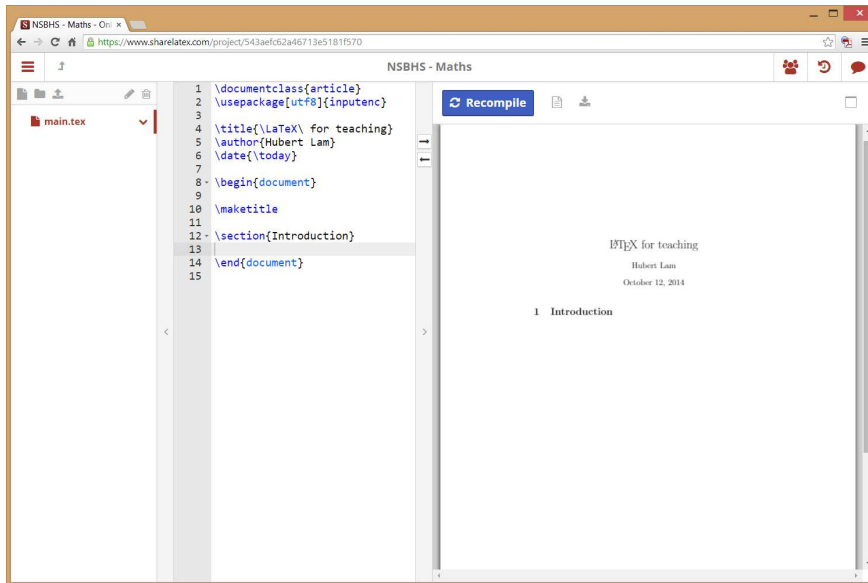 NSBHS - Maths - Onl
https://www.sharelatex.com/project/543aefc62a46713e5181f570
NSBHS - Maths
main.tex
1 \documentclass{article}
2 \usepackage[utf8]{inputenc}
3
4 \title{\LaTeX\ for teaching}
5 \author{Hubert Lam}
6 \date{\today}
7
8 \begin{document}
9
10 \maketitle
11
12 \section{Introduction}
13
14 \end{document}
15
Recompile
LATEX for teaching
Hubert Lam
October 12, 2014
1 Introduction